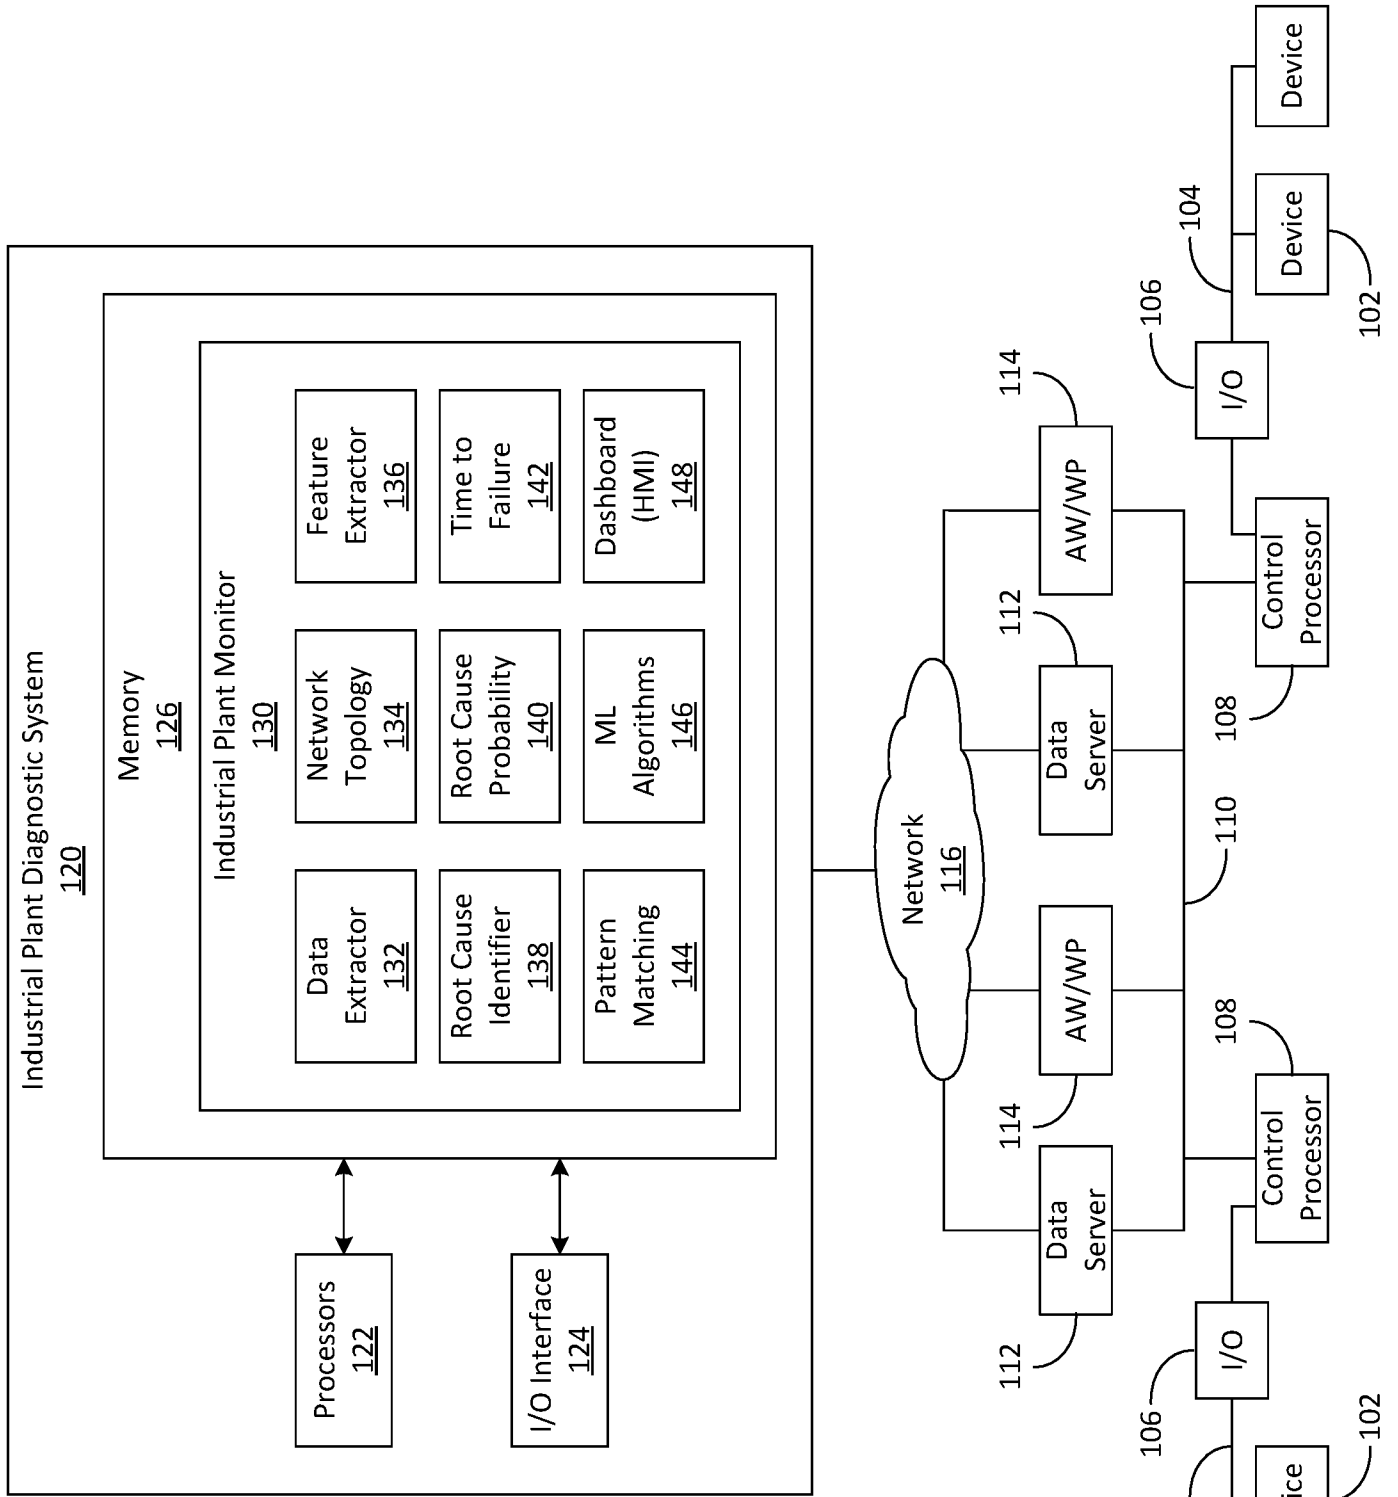 Industrial Plant Diagnostic System
120
Memory
126
Industrial Plant Monitor
130
Processors
122
I/O Interface
124
Data
Extractor
132
Network
Topology
134
Feature
Extractor
136
Root Cause
Identifier
138
Root Cause
Probability
140
Time to
Failure
142
Pattern
Matching
144
ML
Algorithms
146
Dashboard
(HMI)
148
Network
116
112
114
112
114
Data
Server
AW/WP
Data
Server
AW/WP
106
108
110
108
106
104
I/O
Control
Processor
Control
Processor
I/O
ice
Device
Device
102
102